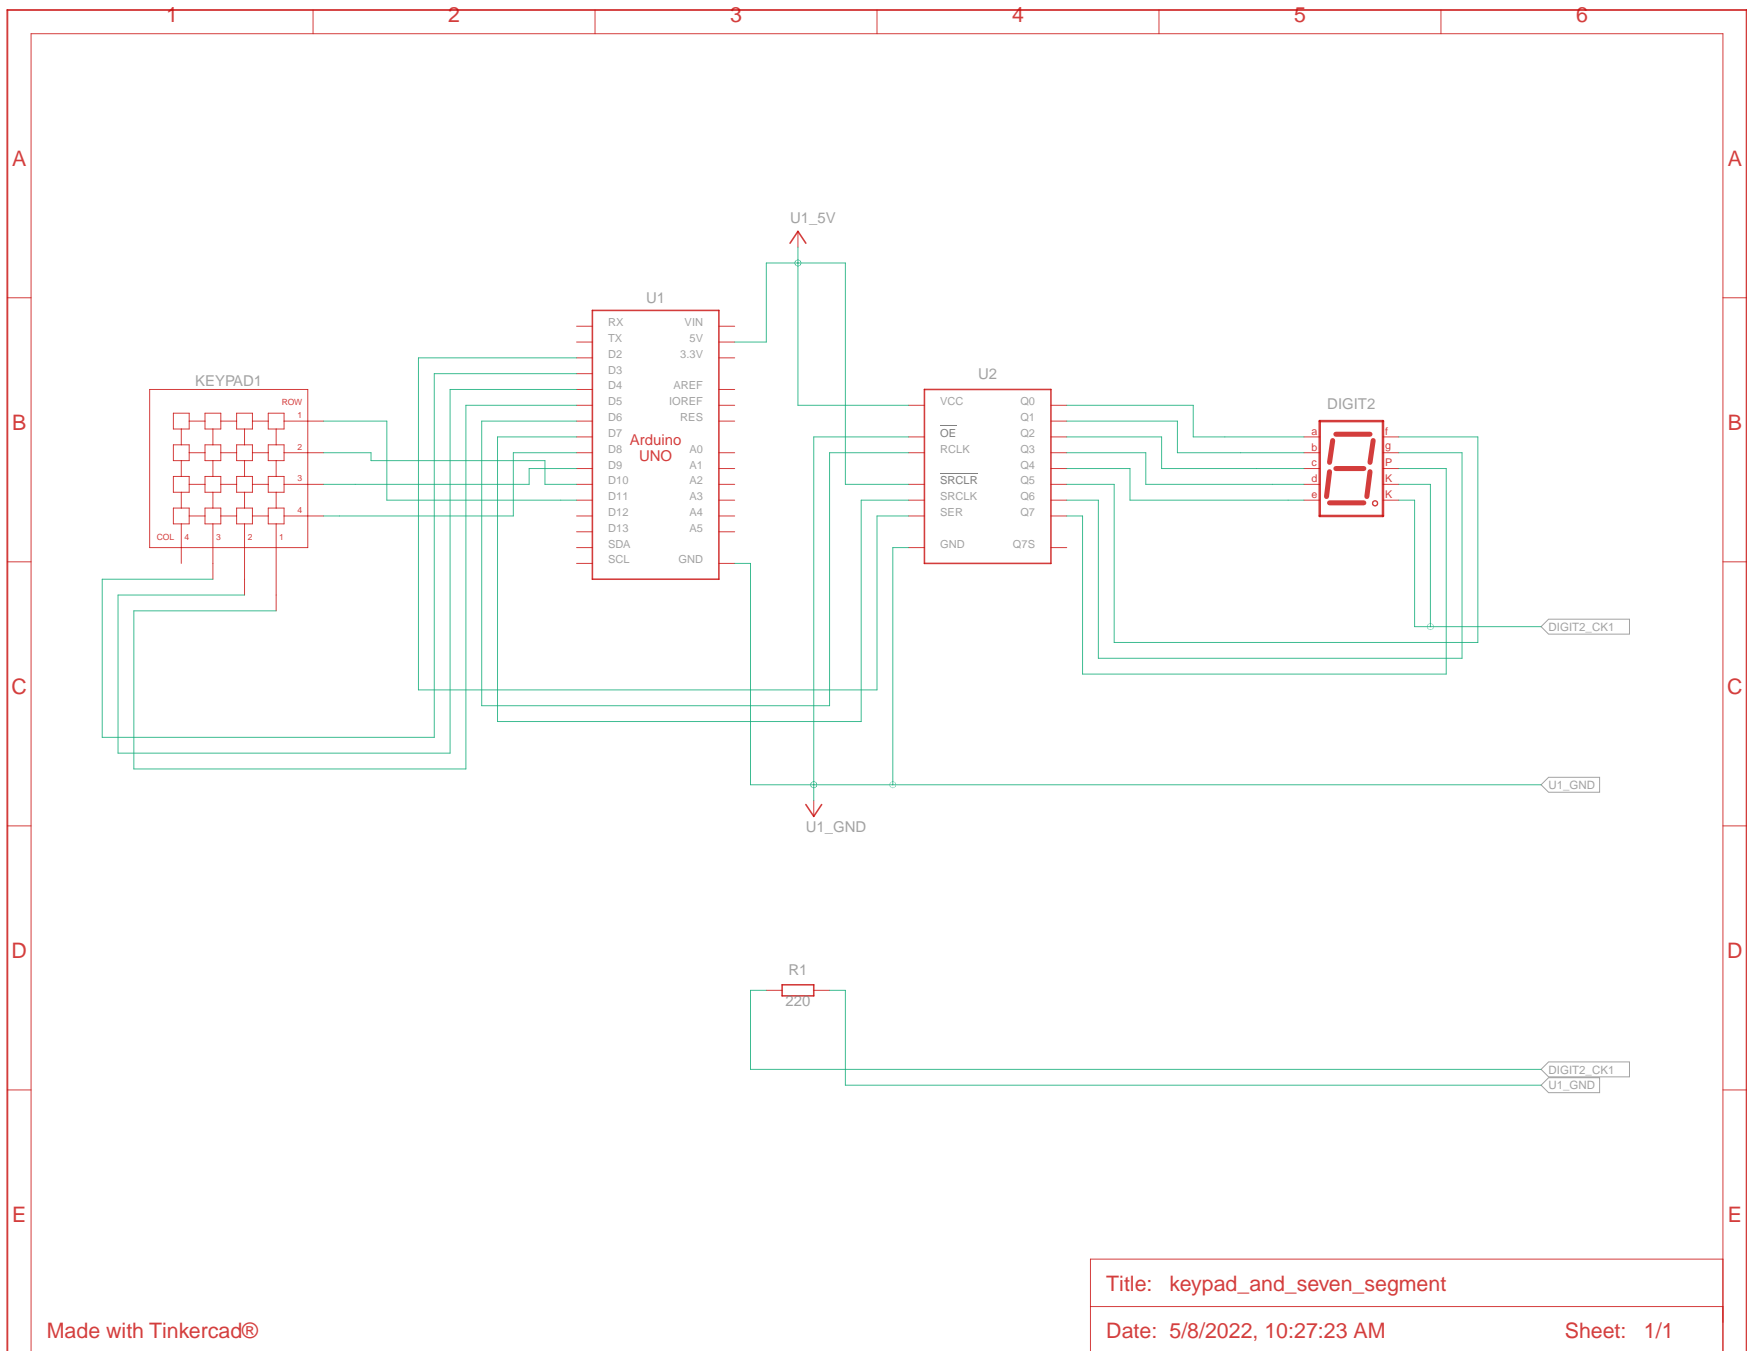 1 2 3 4 5 6
A A
U1_5V
U1
RX VIN
TX 5V
D2 3.3V
D3
D4 AREF
D5 IOREF
D6 RES
D7
D8 A0
D9 A1
D10 A2
D11 A3
D12 A4
D13 A5
SDA
SCL GND
Arduino
UNO
KEYPAD1
ROW
1
2
3
4
COL 4 3 2 1
U2
VCC Q0
Q1
OE Q2
RCLK Q3
Q4
SRCLR Q5
SRCLK Q6
SER Q7
GND Q7S
DIGIT2
a f
b g
c P
d K
e K
B B
DIGIT2_CK1
C C
U1_GND
U1_GND
D D
R1
220
DIGIT2_CK1
U1_GND
E E
Title: keypad_and_seven_segment
Made with Tinkercad®
Date: 5/8/2022, 10:27:23 AM Sheet: 1/1